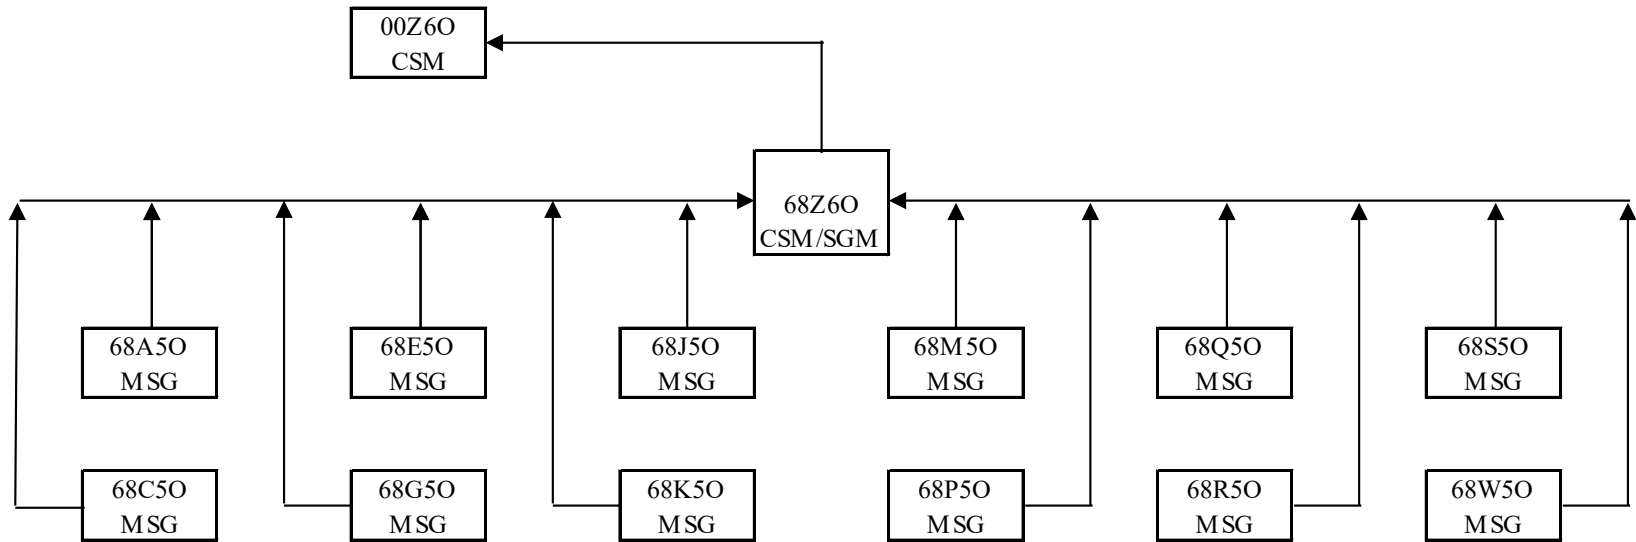 00Z6O
CSM
68Z6O
CSM/SGM
68A5O
MSG
68E5O
MSG
68J5O
MSG
68M5O
MSG
68Q5O
MSG
68S5O
MSG
68C5O
MSG
68G5O
MSG
68K5O
MSG
68P5O
MSG
68R5O
MSG
68W5O
MSG